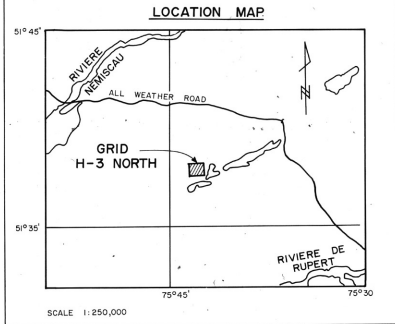 LOCATION MAP
51°45'
RIVIERE
NEMISCAU
ALL WEATHER ROAD
N
GRID
H-3 NORTH
51°35'
RIVIERE DE
RUPERT
75°45'
75°30
SCALE 1:250,000